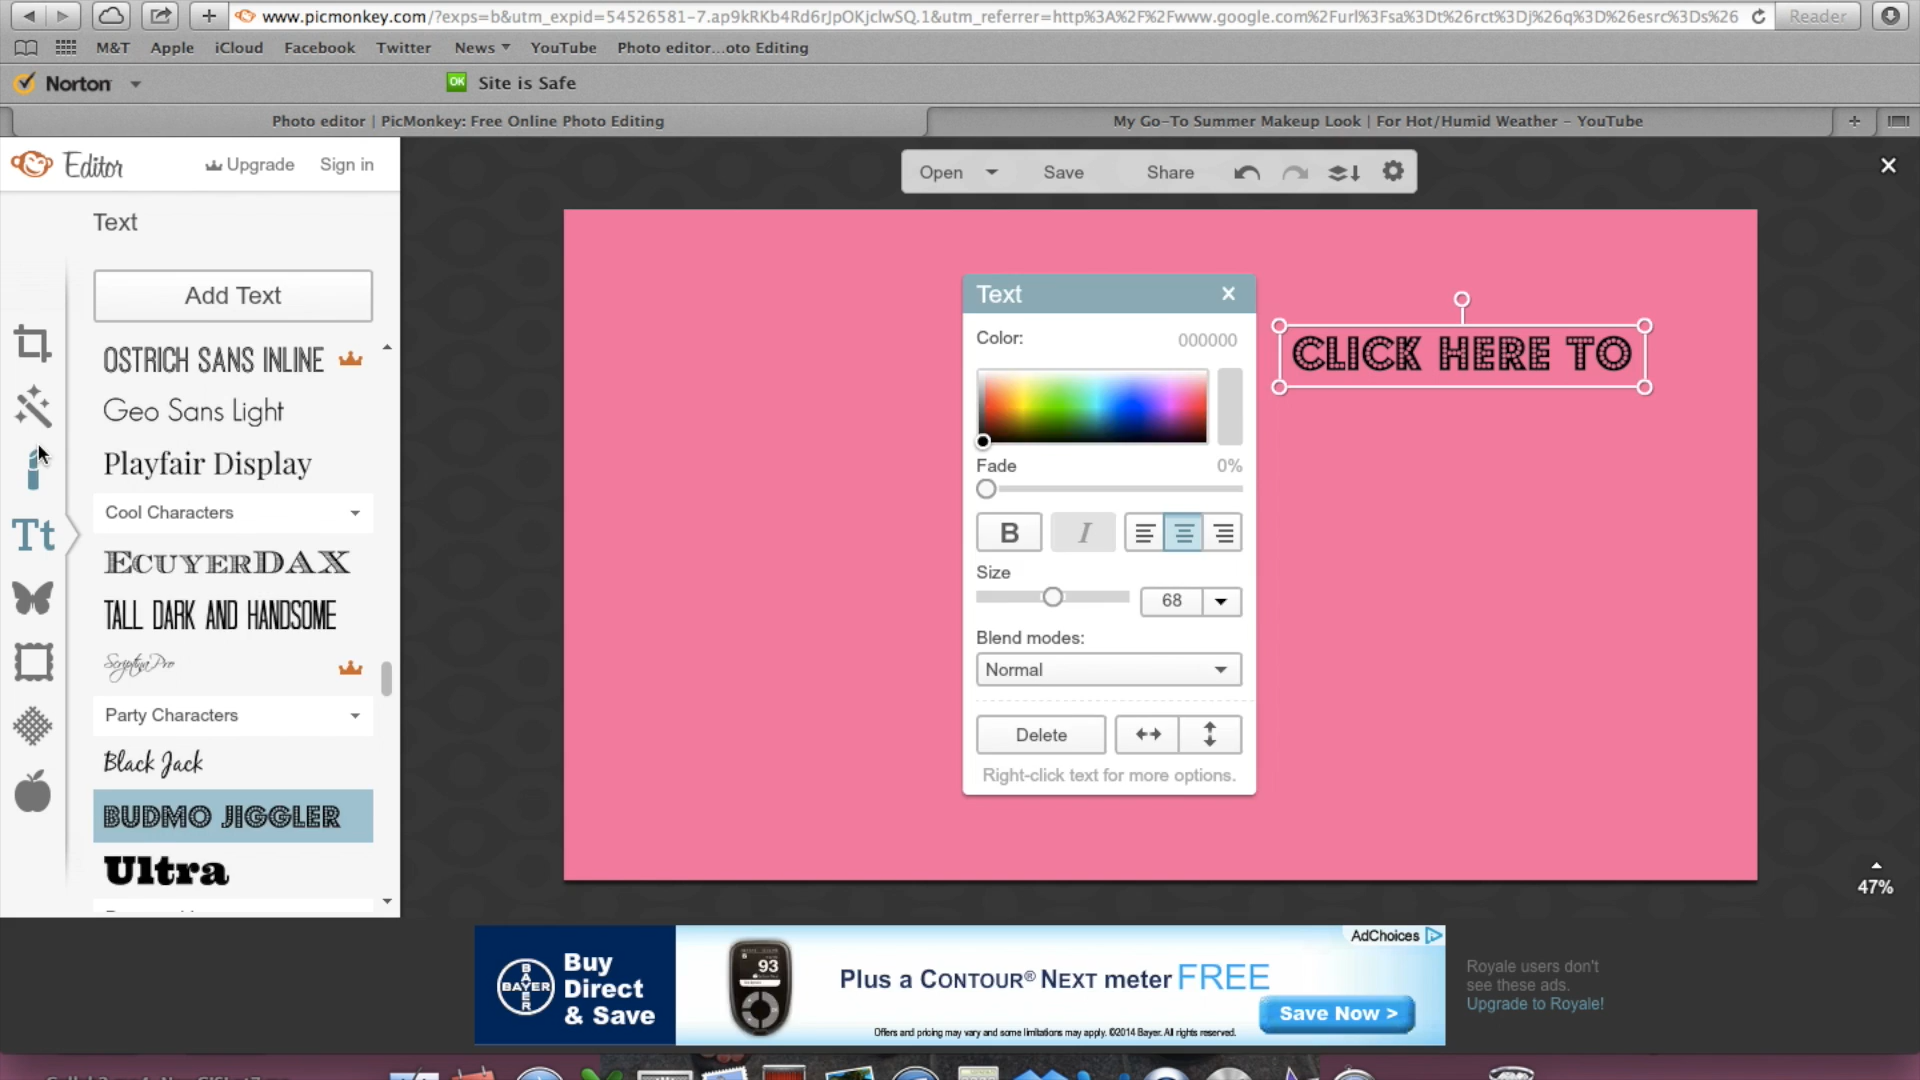 www.picmonkey.com/?exps=b&utm_expid=54526581-7.ap9kRKb4Rd6rJpOKjclwSQ.1&utm_referrer=http%3A%2F%2Fwww.google.com%2Furl%3Fsa%3Dt%26rct%3Dj%26q%3D%26esrc%3Ds%26
Reader
M&T Apple iCloud Facebook Twitter News YouTube Photo editor...oto Editing
Norton
OK Site is Safe
Photo editor | PicMonkey: Free Online Photo Editing
My Go-To Summer Makeup Look | For Hot/Humid Weather - YouTube
Editor
Upgrade
Sign in
Open
Save
Share
Text
Add Text
OSTRICH SANS INLINE
Geo Sans Light
Playfair Display
Cool Characters
ECUYERDAX
TALL DARK AND HANDSOME
Scriptina Pro
Party Characters
Black Jack
BUDMO JIGGLER
Ultra
Tt
Text
Color: 000000
Fade 0%
B I
Size
68
Blend modes:
Normal
Delete
Right-click text for more options.
CLICK HERE TO
47%
BAYER
BAYER
Buy
Direct
& Save
93
Plus a CONTOUR® NEXT meter FREE
AdChoices
Save Now >
Offers and pricing may vary and some limitations may apply. ©2014 Bayer. All rights reserved.
Royale users don't
see these ads.
Upgrade to Royale!